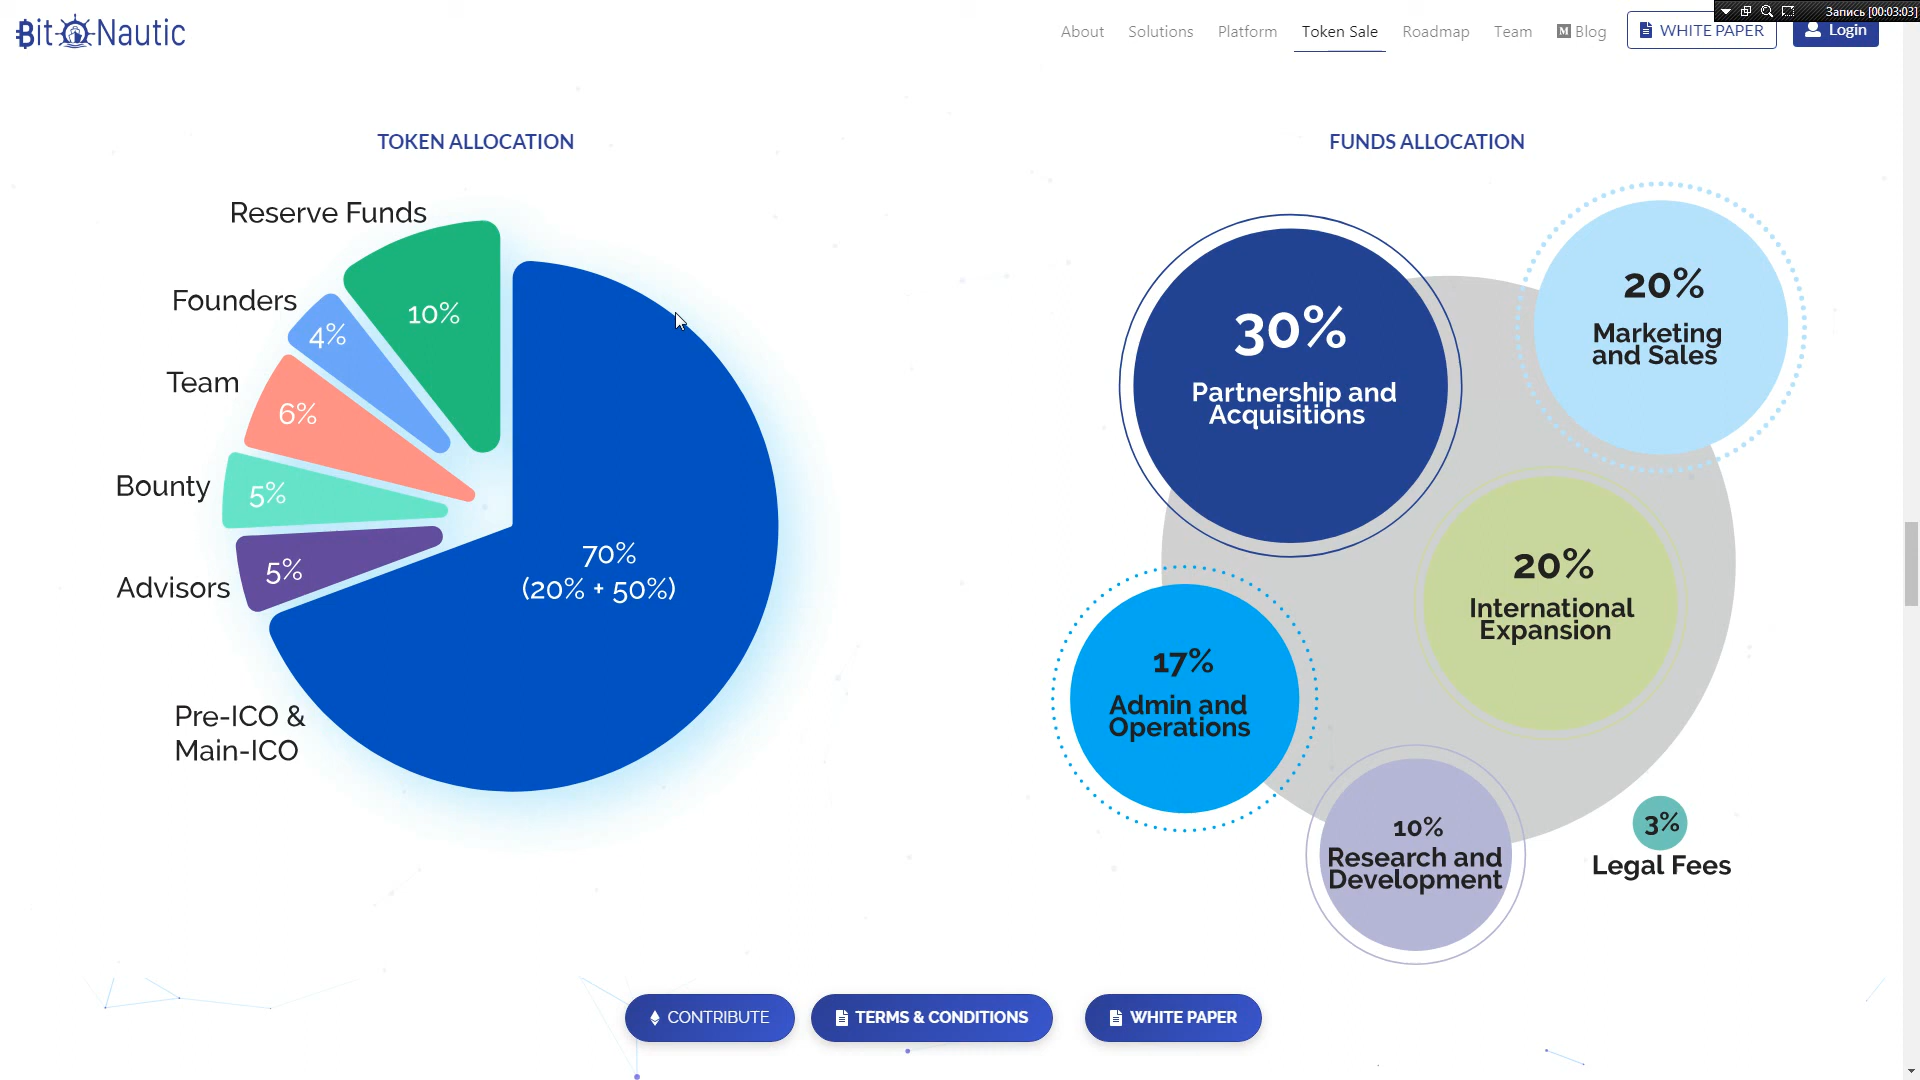 BitNautic
About
Solutions
Platform
Token Sale
Roadmap
Team
Blog
WHITE PAPER
Login
Запись [00:03:03]
TOKEN ALLOCATION
Reserve Funds
10%
Founders
4%
Team
6%
Bounty
5%
Advisors
5%
70%
(20% + 50%)
Pre-ICO &
Main-ICO
FUNDS ALLOCATION
30%
Partnership and
Acquisitions
20%
Marketing
and Sales
20%
International
Expansion
17%
Admin and
Operations
10%
Research and
Development
3%
Legal Fees
CONTRIBUTE
TERMS & CONDITIONS
WHITE PAPER